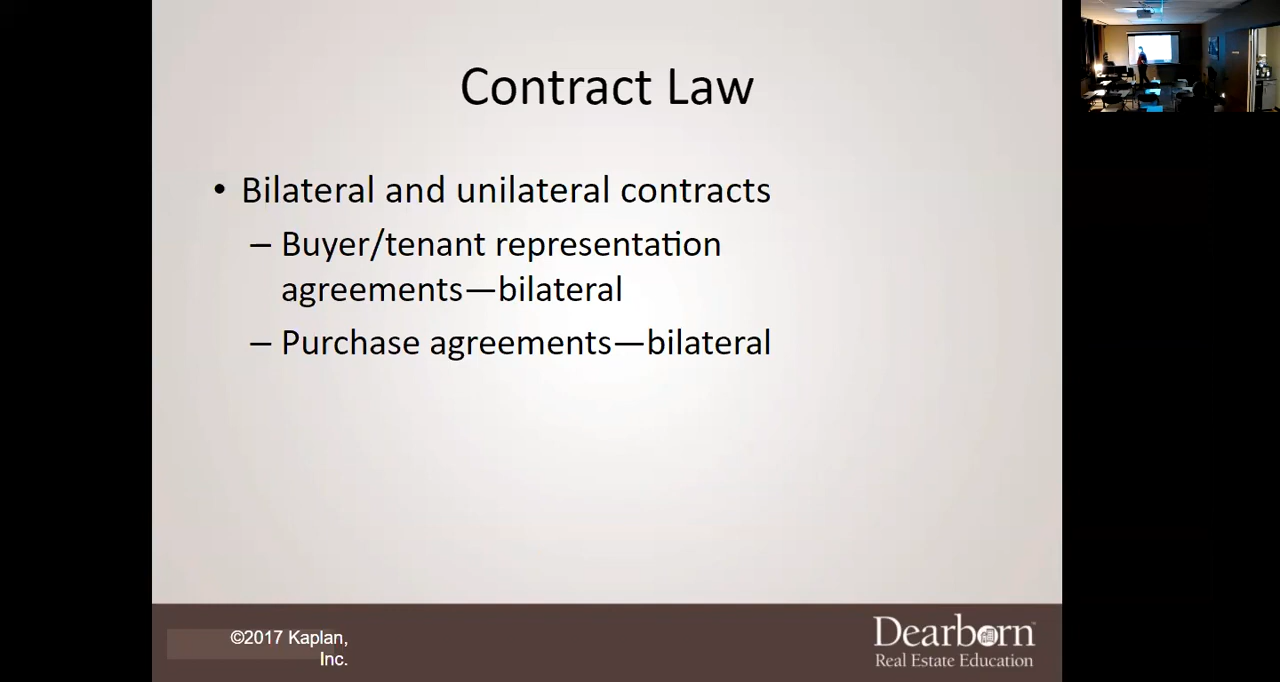 Contract Law
• Bilateral and unilateral contracts
– Buyer/tenant representation
agreements—bilateral
– Purchase agreements—bilateral
©2017 Kaplan,
Inc.
Dearborn
Real Estate Education